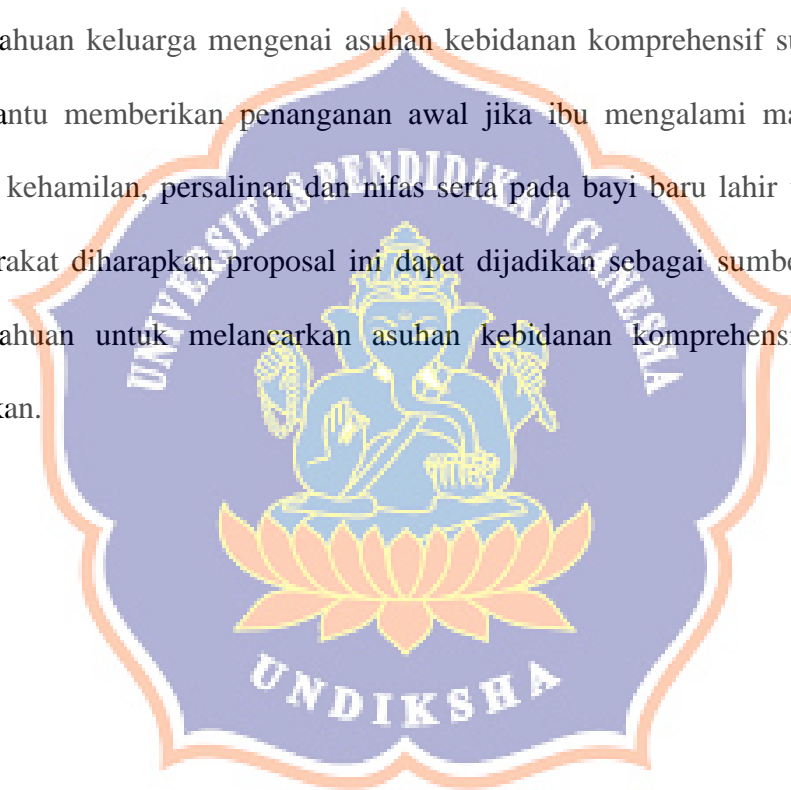 ahuan keluarga mengenai asuhan kebidanan komprehensif su
antu memberikan penanganan awal jika ibu mengalami ma
kehamilan, persalinan dan nifas serta pada bayi baru lahir
rakat diharapkan proposal ini dapat dijadikan sebagai sumbe
ahuan untuk melancarkan asuhan kebidanan komprehensi
kan.
UNIVERSITAS PENDIDIKAN GANESHA
UNDIKSHA